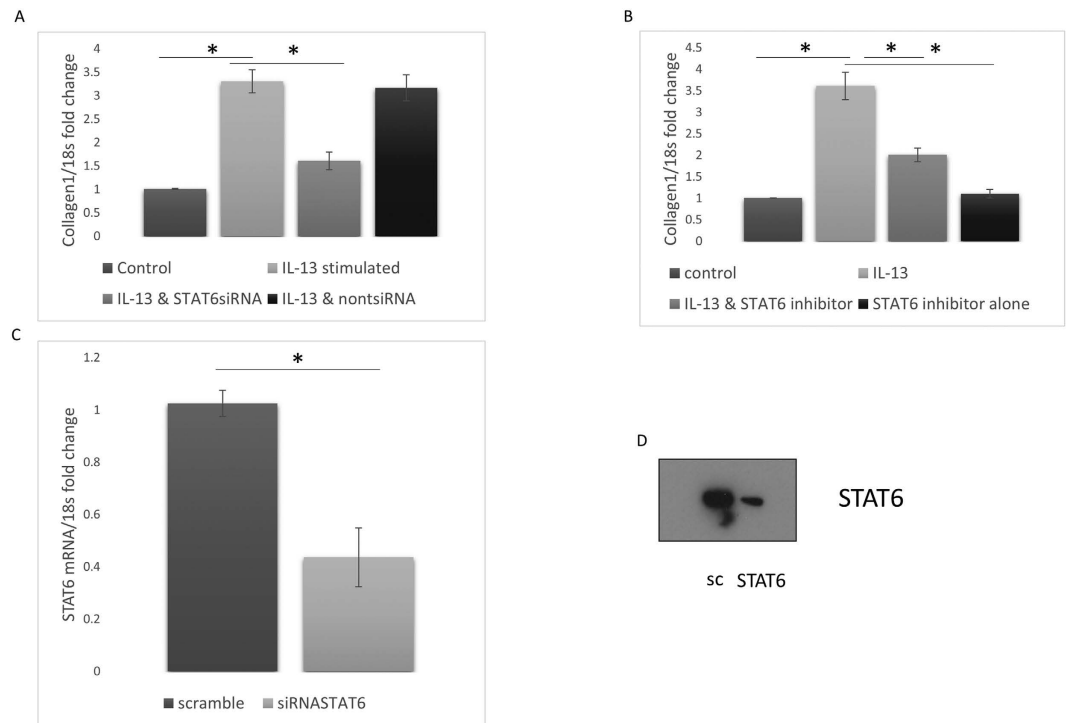 A
Collagen1/18s fold change
4
3.5
3
2.5
2
1.5
1
0.5
0
* *
Control IL-13 stimulated
IL-13 & STAT6siRNA IL-13 & nontsiRNA
B
Collagen1/18s fold change
4.5
4
3.5
3
2.5
2
1.5
1
0.5
0
* * *
control IL-13
IL-13 & STAT6 inhibitor STAT6 inhibitor alone
C
STAT6 mRNA/18s fold change
1.2
1
0.8
0.6
0.4
0.2
0
*
scramble siRNASTAT6
D
STAT6
sc STAT6